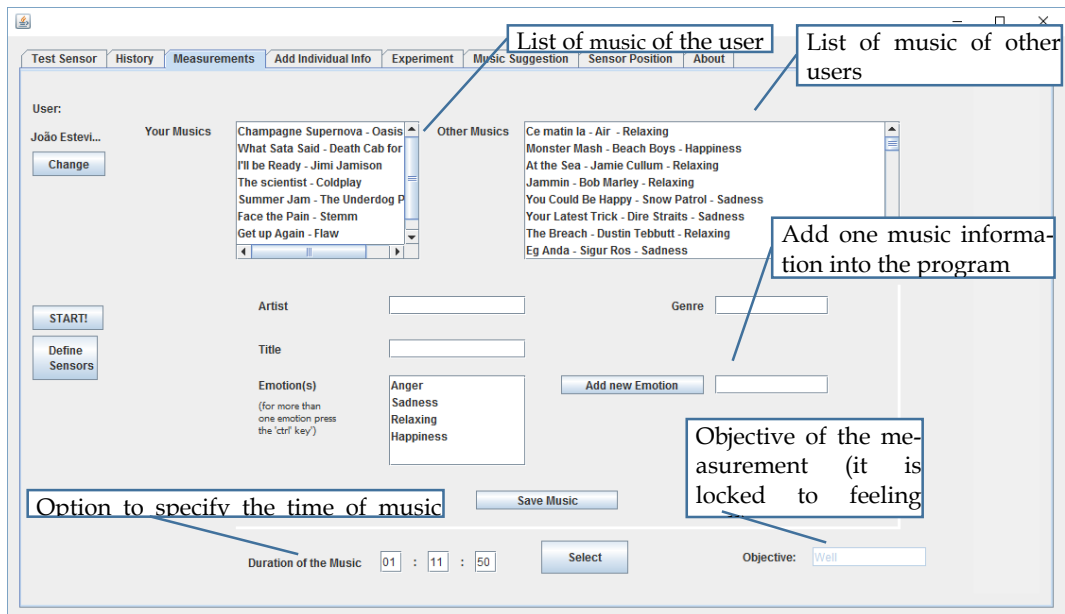 List of music of the user
List of music of other
users
Test Sensor History Measurements Add Individual Info Experiment Music Suggestion Sensor Position About
User:
João Estevi...
Change
Your Musics
Champagne Supernova - Oasis
What Sata Said - Death Cab for
I'll be Ready - Jimi Jamison
The scientist - Coldplay
Summer Jam - The Underdog P
Face the Pain - Stemm
Get up Again - Flaw
Other Musics
Ce matin la - Air - Relaxing
Monster Mash - Beach Boys - Happiness
At the Sea - Jamie Cullum - Relaxing
Jammin - Bob Marley - Relaxing
You Could Be Happy - Snow Patrol - Sadness
Your Latest Trick - Dire Straits - Sadness
The Breach - Dustin Tebbutt - Relaxing
Eg Anda - Sigur Ros - Sadness
Add one music informa-
tion into the program
START!
Define
Sensors
Artist
Genre
Title
Emotion(s)
(for more than
one emotion press
the 'ctrl' key')
Anger
Sadness
Relaxing
Happiness
Add new Emotion
Objective of the me-
asurement (it is
locked to feeling
Save Music
Option to specify the time of music
Duration of the Music 01 : 11 : 50
Select
Objective: Well